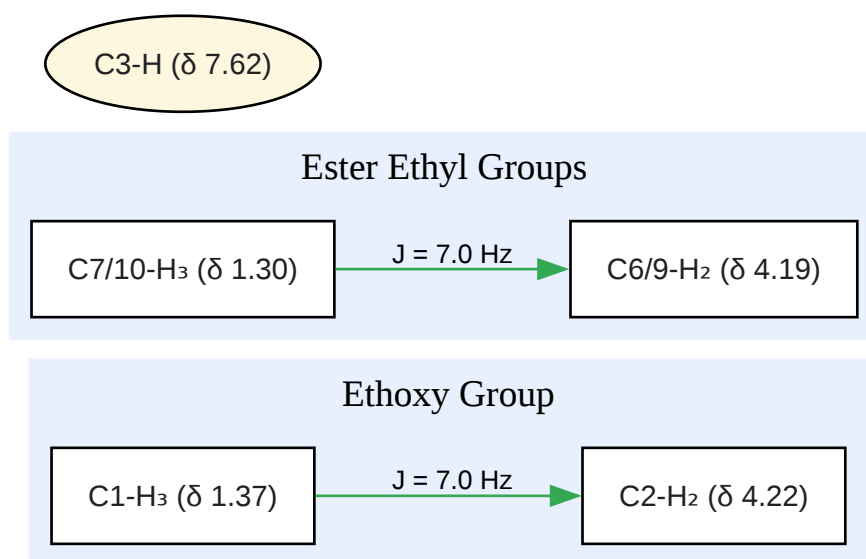 C3-H (δ 7.62)
Ester Ethyl Groups
C7/10-H₃ (δ 1.30)
J = 7.0 Hz
C6/9-H₂ (δ 4.19)
Ethoxy Group
C1-H₃ (δ 1.37)
J = 7.0 Hz
C2-H₂ (δ 4.22)